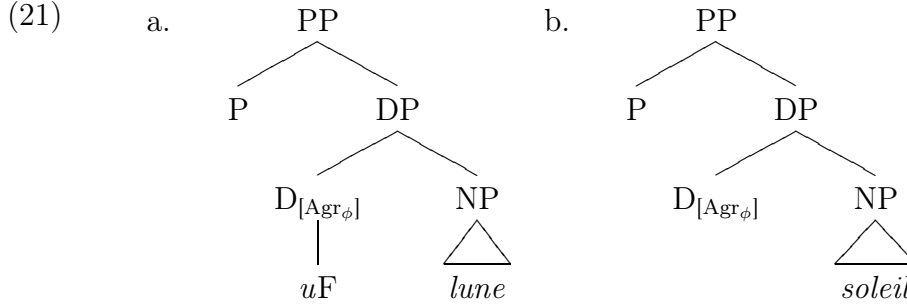 (21) a. PP b. PP
P DP P DP
D[Agrϕ] NP D[Agrϕ] NP
uF lune soleil